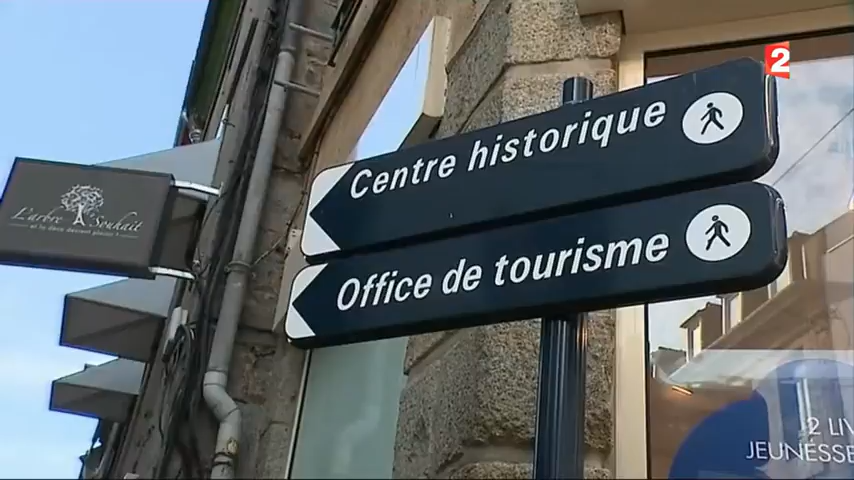 2
Centre historique
Office de tourisme
L'arbre Souhait
2 LIV
JEUNESSE